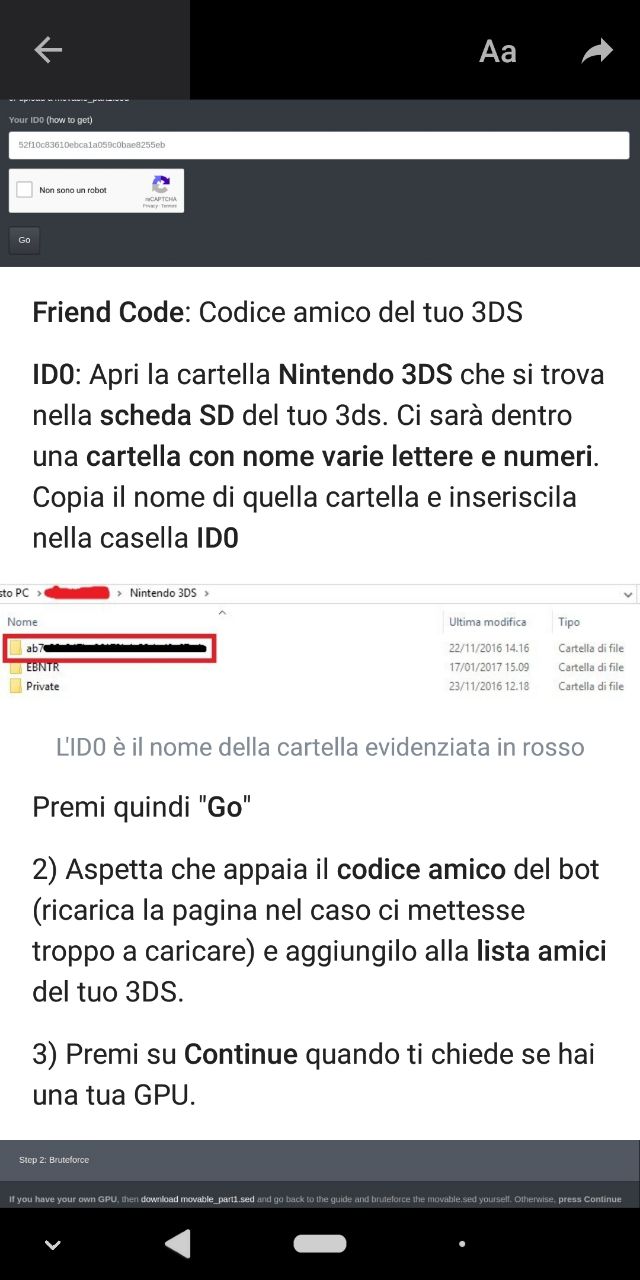 Aa
or upload a movable_part1.sed
Your ID0 (how to get)
52f10c83610ebca1a059c0bae8255eb
Non sono un robot
reCAPTCHA
Privacy Termini
Go
Friend Code: Codice amico del tuo 3DS
ID0: Apri la cartella Nintendo 3DS che si trova
nella scheda SD del tuo 3ds. Ci sarà dentro
una cartella con nome varie lettere e numeri.
Copia il nome di quella cartella e inseriscila
nella casella ID0
sto PC > > Nintendo 3DS >
Nome Ultima modifica Tipo
ab7 22/11/2016 14.16 Cartella di file
EBNTR 17/01/2017 15.09 Cartella di file
Private 23/11/2016 12.18 Cartella di file
L'ID0 è il nome della cartella evidenziata in rosso
Premi quindi "Go"
2) Aspetta che appaia il codice amico del bot
(ricarica la pagina nel caso ci mettesse
troppo a caricare) e aggiungilo alla lista amici
del tuo 3DS.
3) Premi su Continue quando ti chiede se hai
una tua GPU.
Step 2: Bruteforce
If you have your own GPU, then download movable_part1.sed and go back to the guide and bruteforce the movable.sed yourself. Otherwise, press Continue